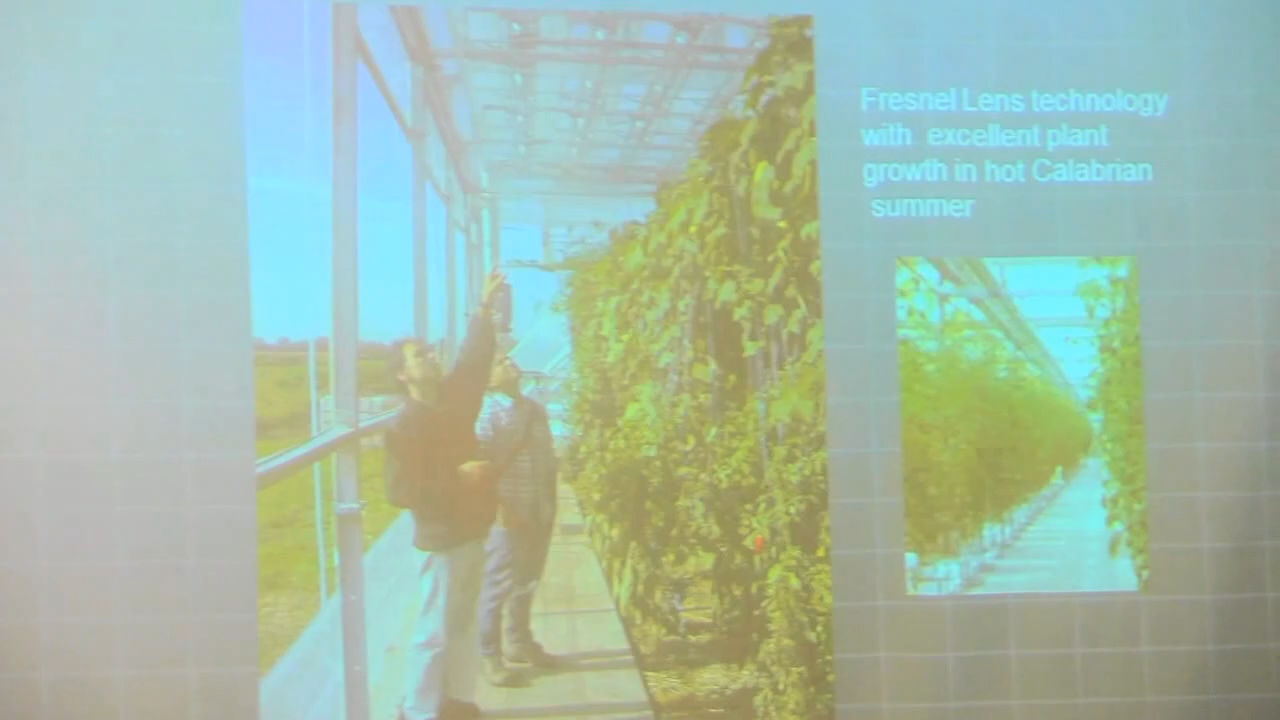 Fresnel Lens technology
with excellent plant
growth in hot Calabrian
summer